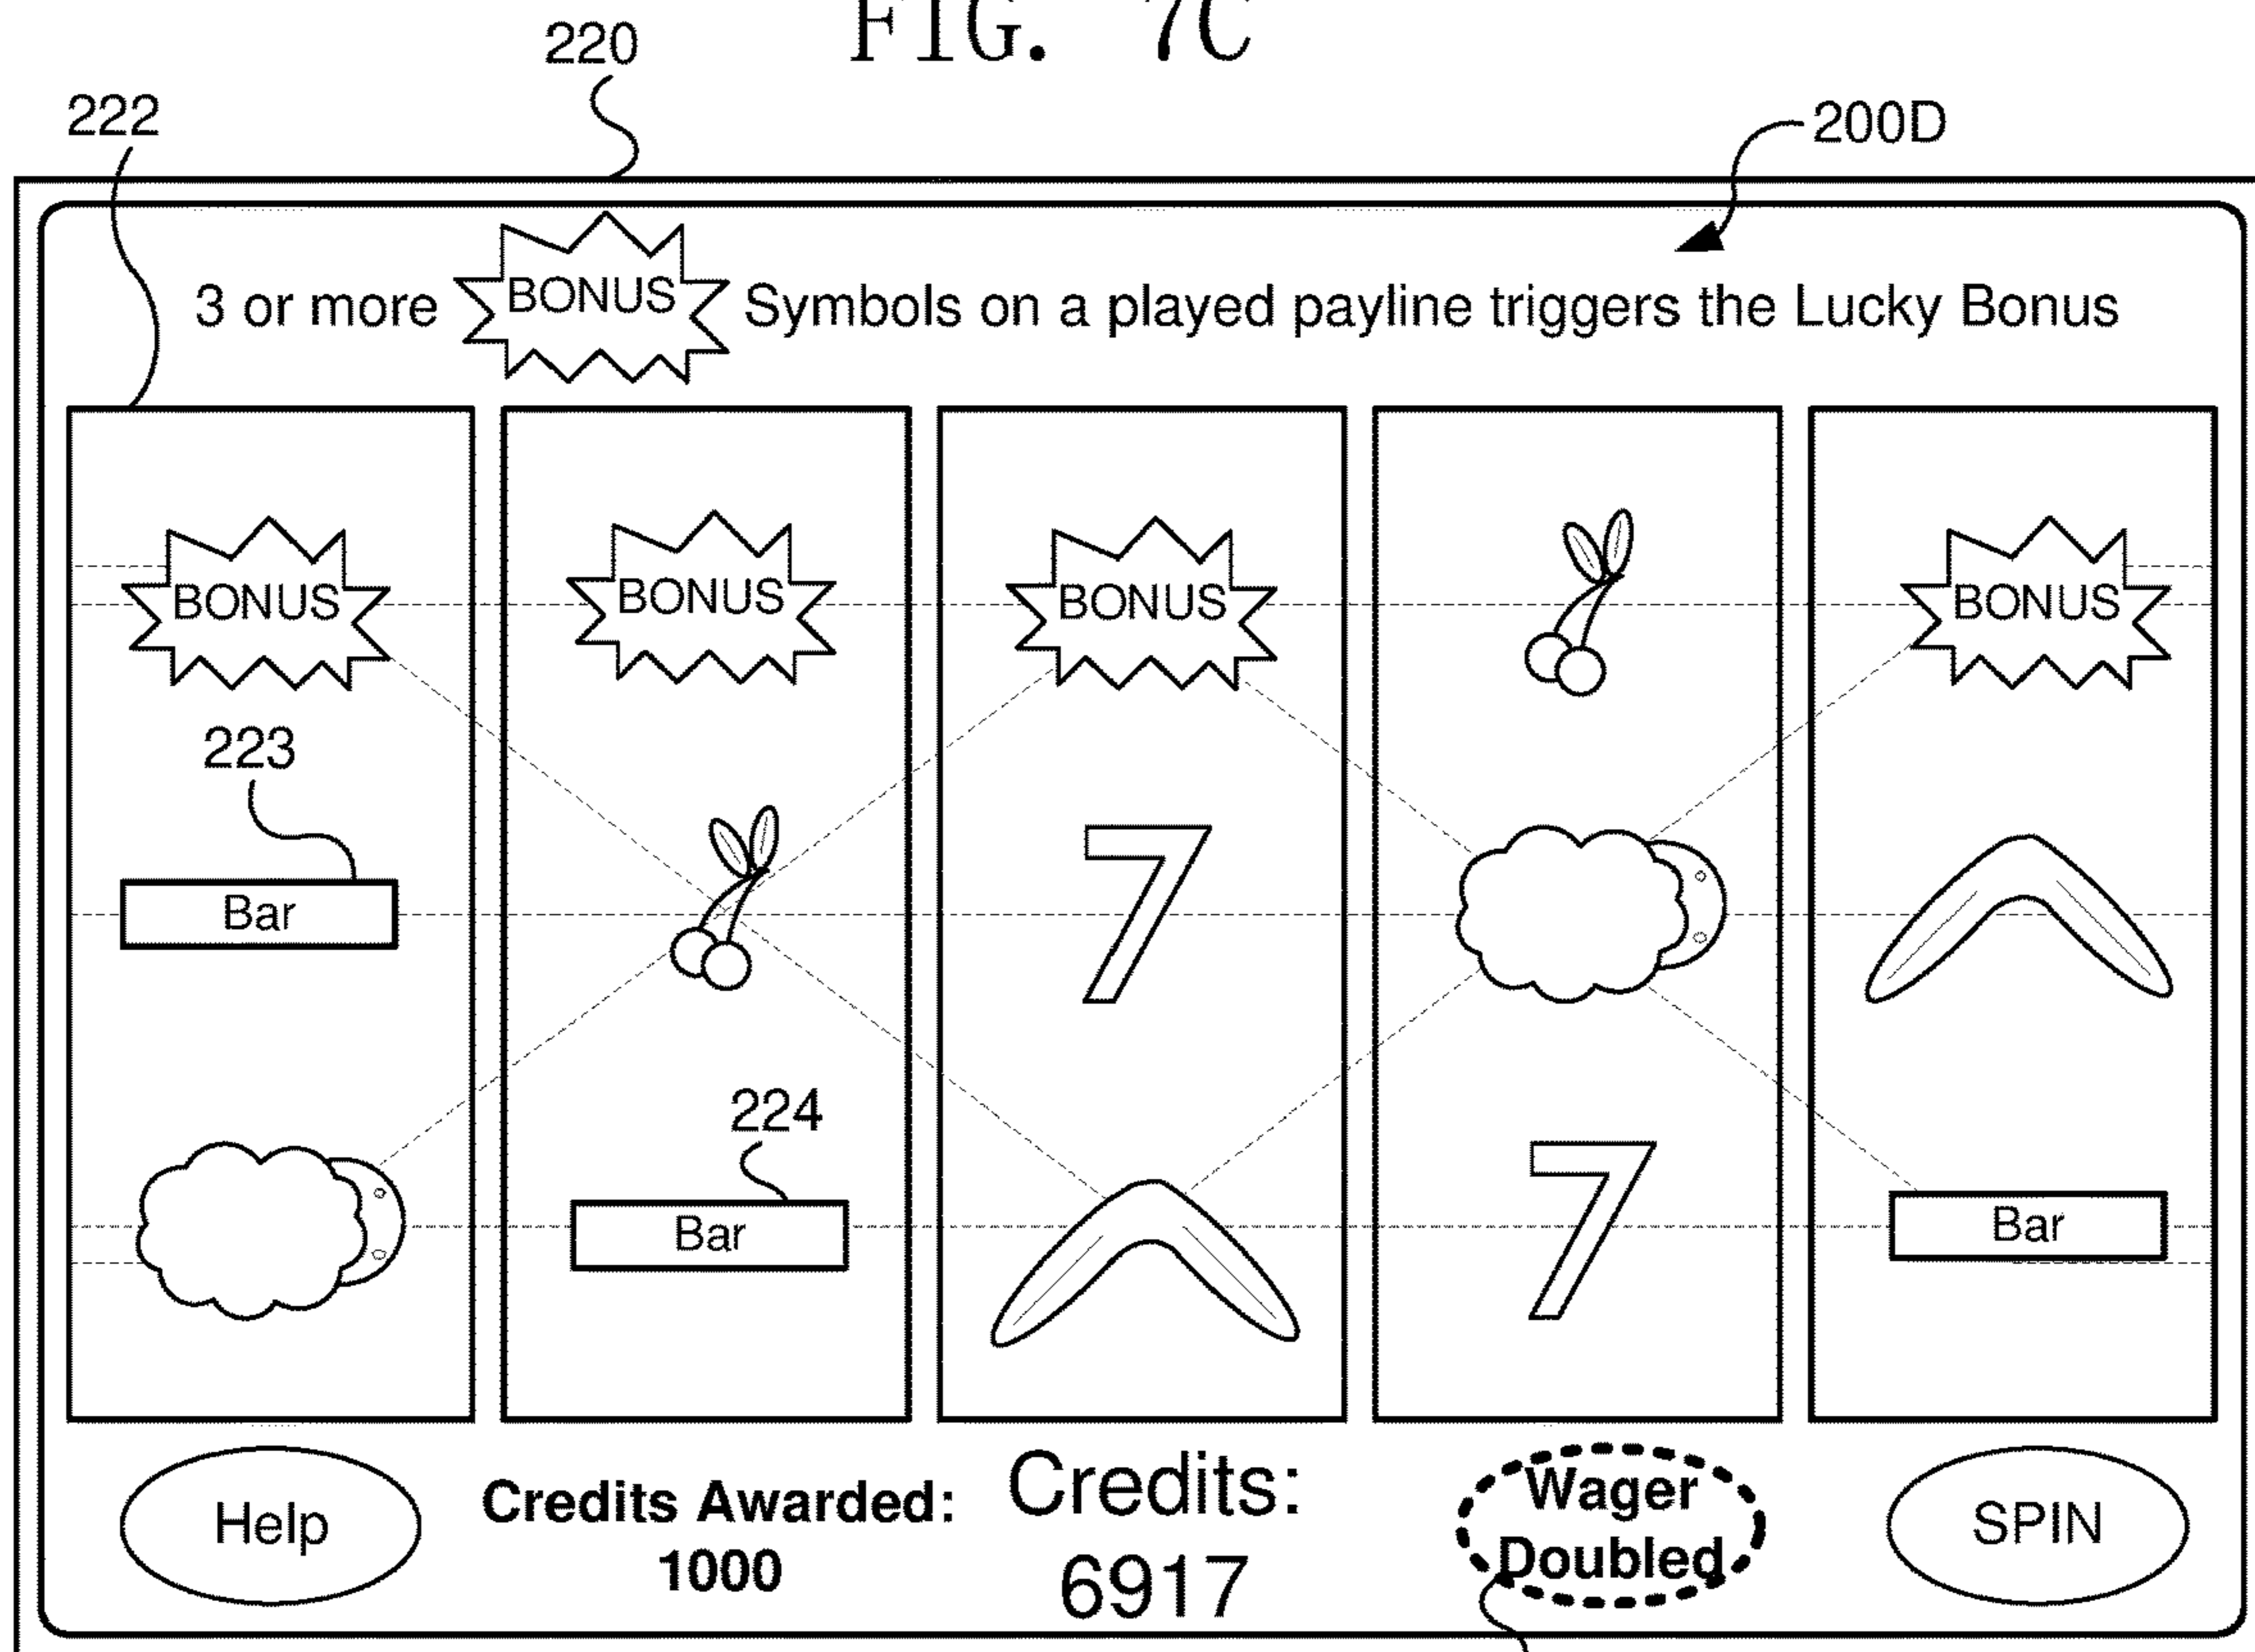 FIG. 7C
220
222
200D
3 or more BONUS Symbols on a played payline triggers the Lucky Bonus
BONUS BONUS BONUS BONUS
223
Bar
7
224
Bar
7
Bar
Help
Credits Awarded:
1000
Credits:
6917
Wager
Doubled
SPIN